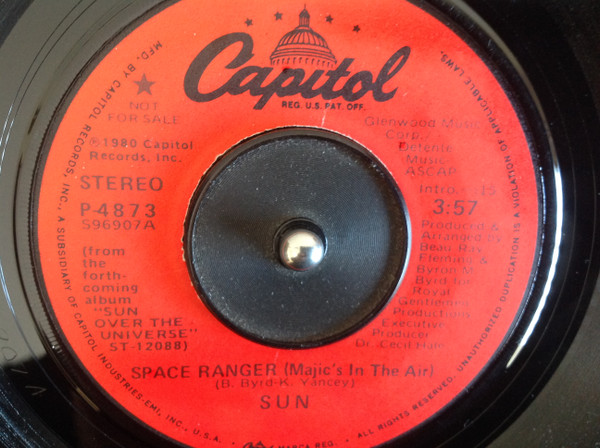 Capitol
REG. U.S. PAT. OFF.
MFD. BY CAPITOL RECORDS, INC., A SUBSIDIARY OF CAPITOL INDUSTRIES-EMI, INC., U.S.A.
NOT
FOR SALE
℗1980 Capitol
Records, Inc.
STEREO
P-4873
S96907A
(from
the
forth-
coming
album
"SUN
OVER THE
UNIVERSE"
ST-12088)
Glenwood Music
Corp.
Detente
Music
ASCAP
Intro. - :15
3:57
Produced &
Arranged by
Beau Ray
Fleming &
Byron M.
Byrd for
Royal
Gentlemen
Productions
Executive
Producer
Dr. Cecil Hale
SPACE RANGER (Majic's In The Air)
(B. Byrd-K. Yancey)
SUN
MARCA REG.
ALL RIGHTS RESERVED. UNAUTHORIZED DUPLICATION IS A VIOLATION OF APPLICABLE LAWS.